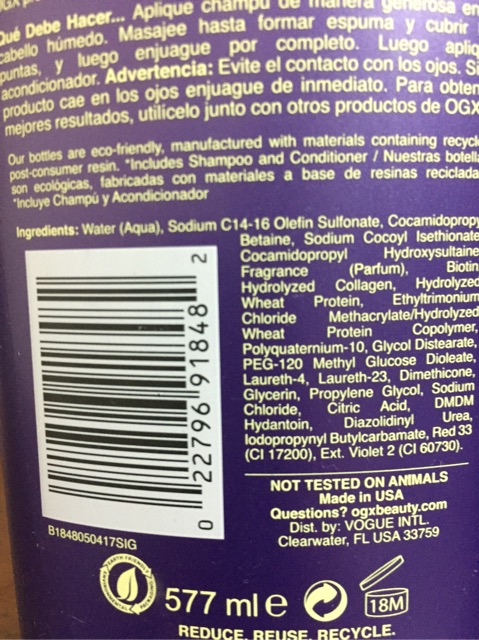 Qué Debe Hacer... Aplique champú de manera generosa en
cabello húmedo. Masajee hasta formar espuma y cubrir
puntas, y luego enjuague por completo. Luego apliq
acondicionador. Advertencia: Evite el contacto con los ojos. Si
producto cae en los ojos enjuague de inmediato. Para obten
mejores resultados, utilícelo junto con otros productos de OGX
Our bottles are eco-friendly, manufactured with materials containing recycl
post-consumer resin. *Includes Shampoo and Conditioner / Nuestras botell
son ecológicas, fabricadas con materiales a base de resinas reciclada
*Incluye Champú y Acondicionador
Ingredients: Water (Aqua), Sodium C14-16 Olefin Sulfonate, Cocamidopropy
Betaine, Sodium Cocoyl Isethionate
Cocamidopropyl Hydroxysultaine
Fragrance (Parfum), Biotin
Hydrolyzed Collagen, Hydrolyzed
Wheat Protein, Ethyltrimonium
Chloride Methacrylate/Hydrolyzed
Wheat Protein Copolymer,
Polyquaternium-10, Glycol Distearate,
PEG-120 Methyl Glucose Dioleate,
Laureth-4, Laureth-23, Dimethicone,
Glycerin, Propylene Glycol, Sodium
Chloride, Citric Acid, DMDM
Hydantoin, Diazolidinyl Urea,
Iodopropynyl Butylcarbamate, Red 33
(CI 17200), Ext. Violet 2 (CI 60730).
0 22796 91848 2
B1848050417SIG
NOT TESTED ON ANIMALS
Made in USA
Questions? ogxbeauty.com
Dist. by: VOGUE INTL.
Clearwater, FL USA 33759
EARTH FRIENDLY
577 ml e
18M
REDUCE. REUSE. RECYCLE.